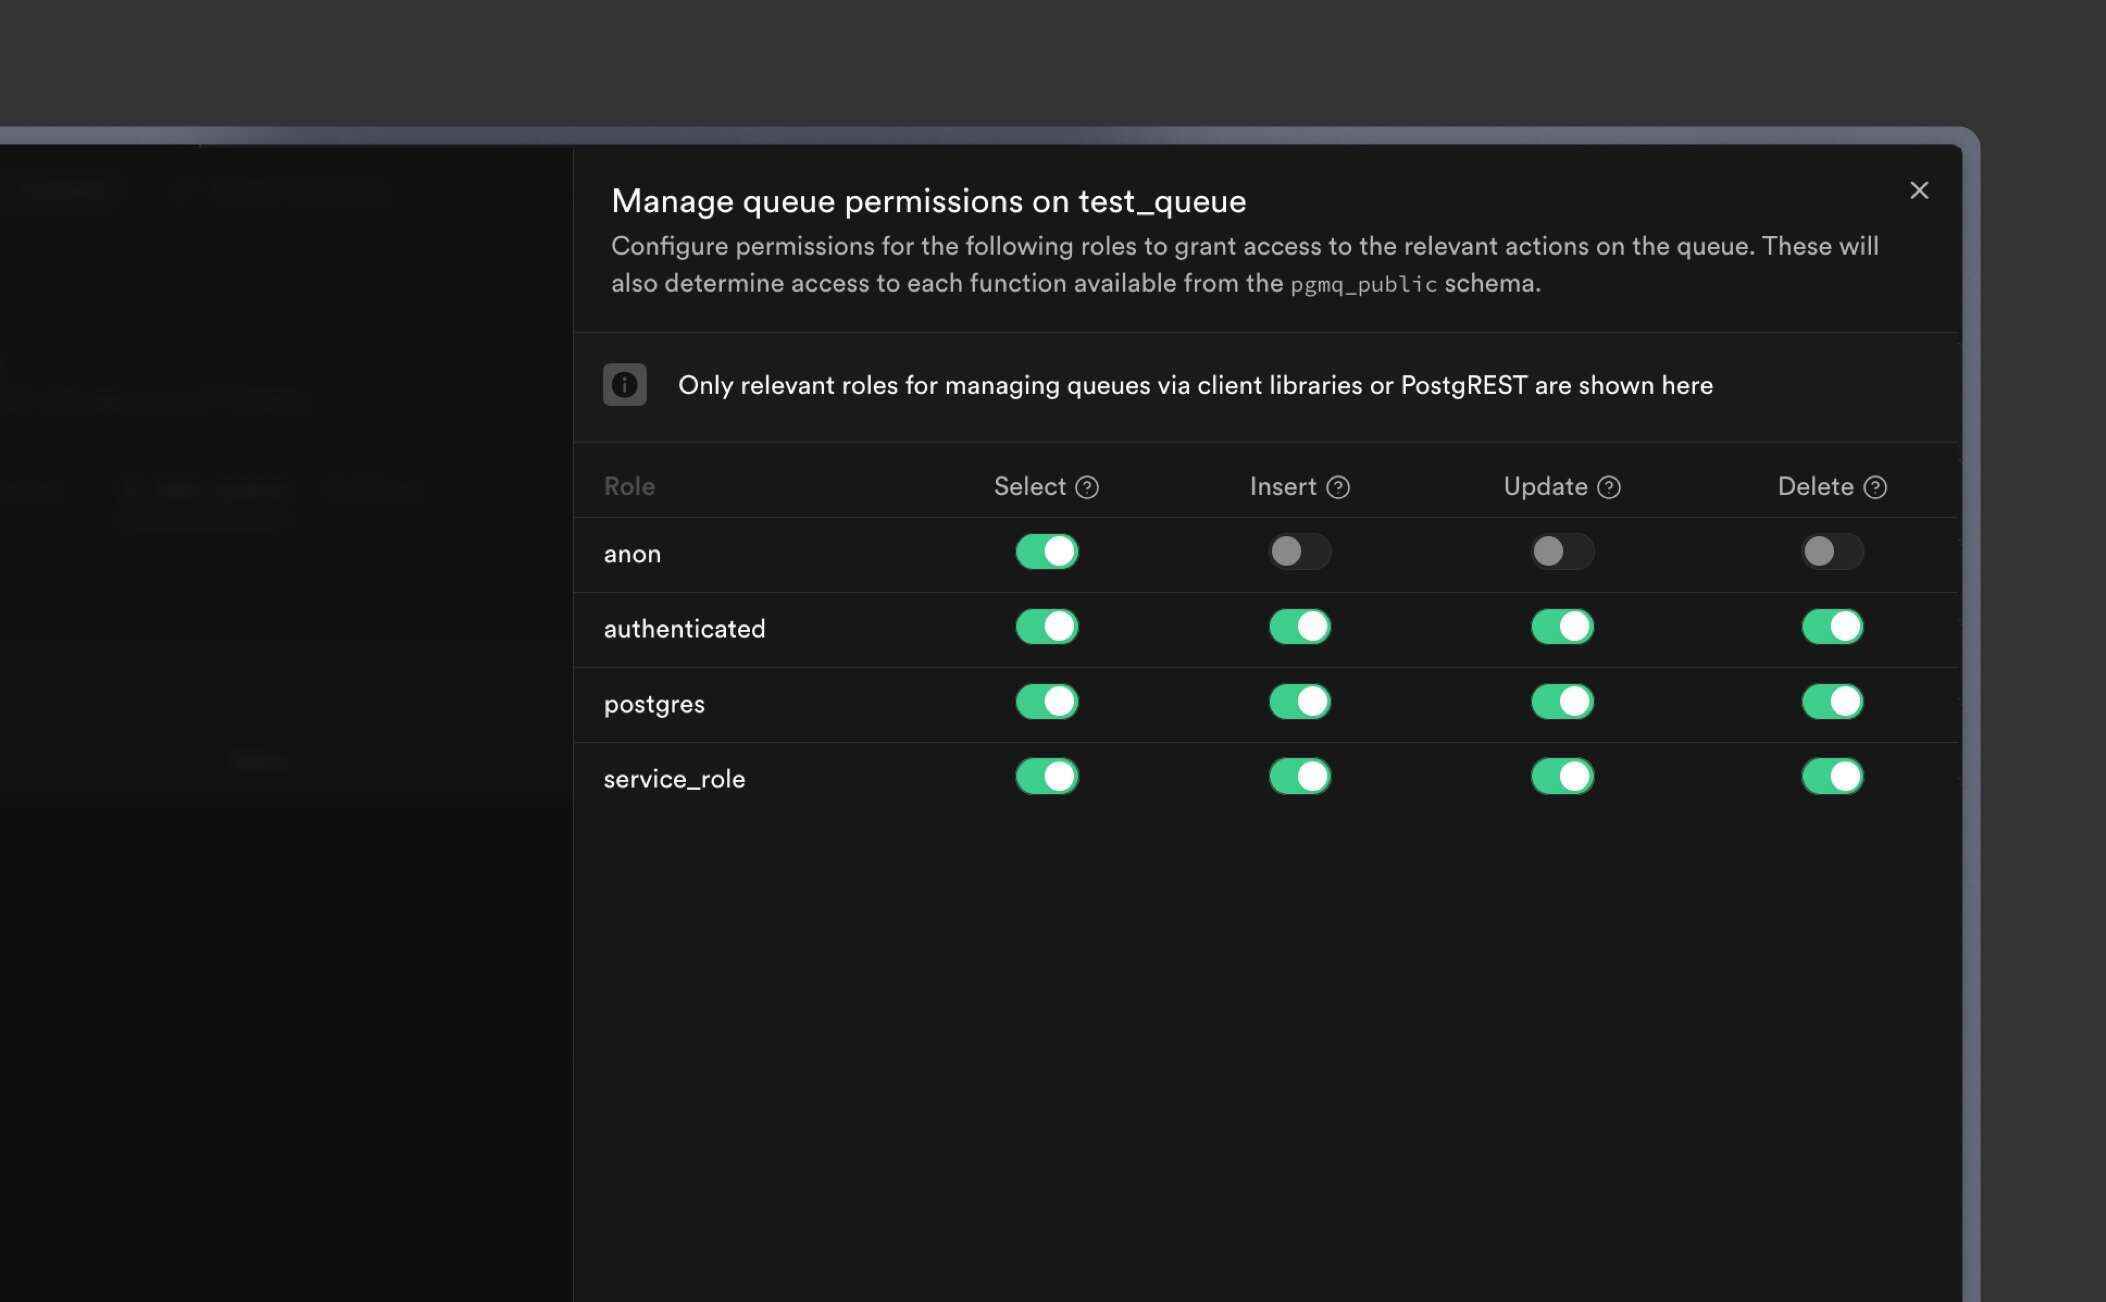 Manage queue permissions on test_queue
Configure permissions for the following roles to grant access to the relevant actions on the queue. These will
also determine access to each function available from the pgmq_public schema.
Only relevant roles for managing queues via client libraries or PostgREST are shown here
Role Select Insert Update Delete
anon
authenticated
postgres
service_role